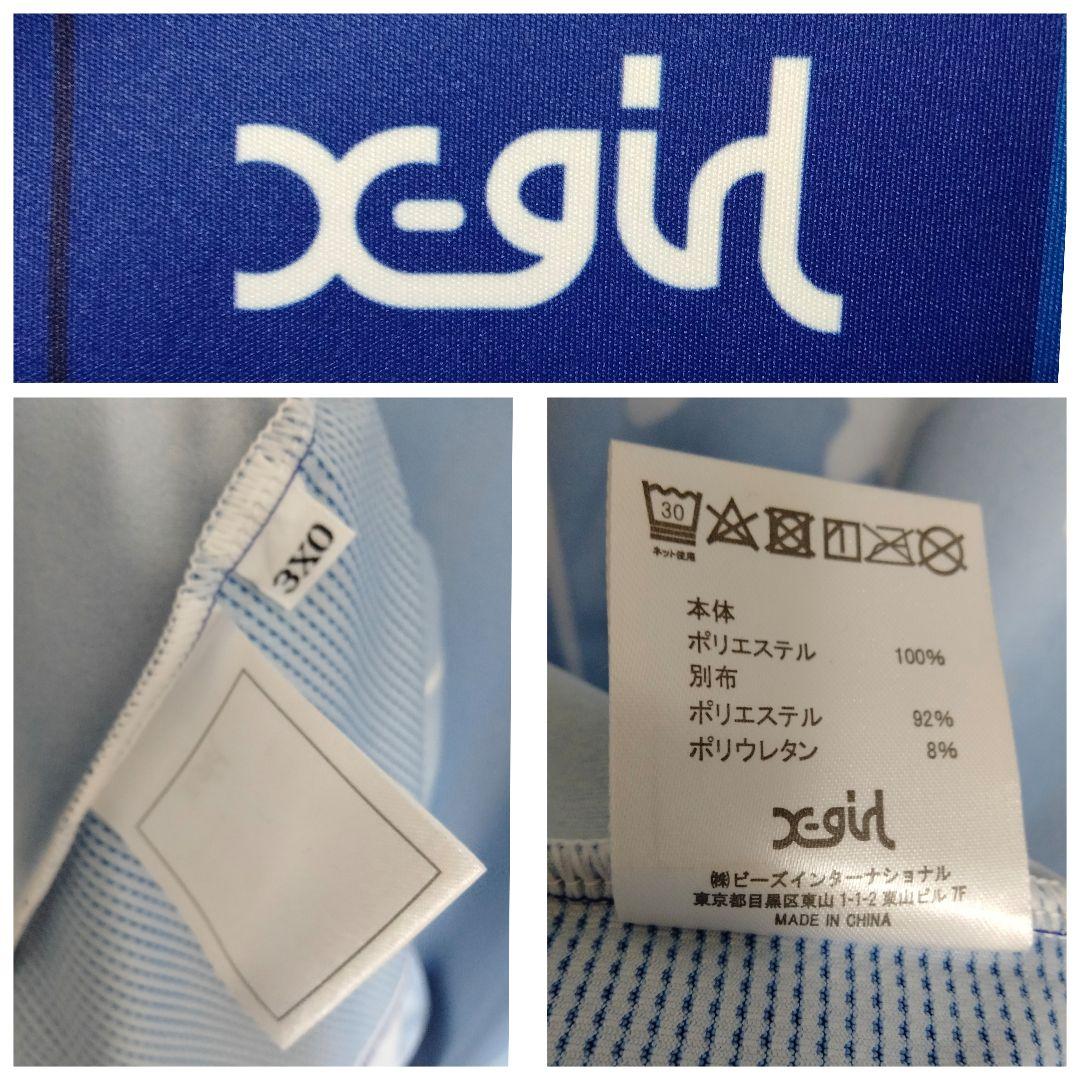 X-girl
3XO
30
ネット使用
本体
ポリエステル 100%
別布
ポリエステル 92%
ポリウレタン 8%
X-girl
㈱ビーズインターナショナル
東京都目黒区東山 1-1-2 東山ビル 7F
MADE IN CHINA